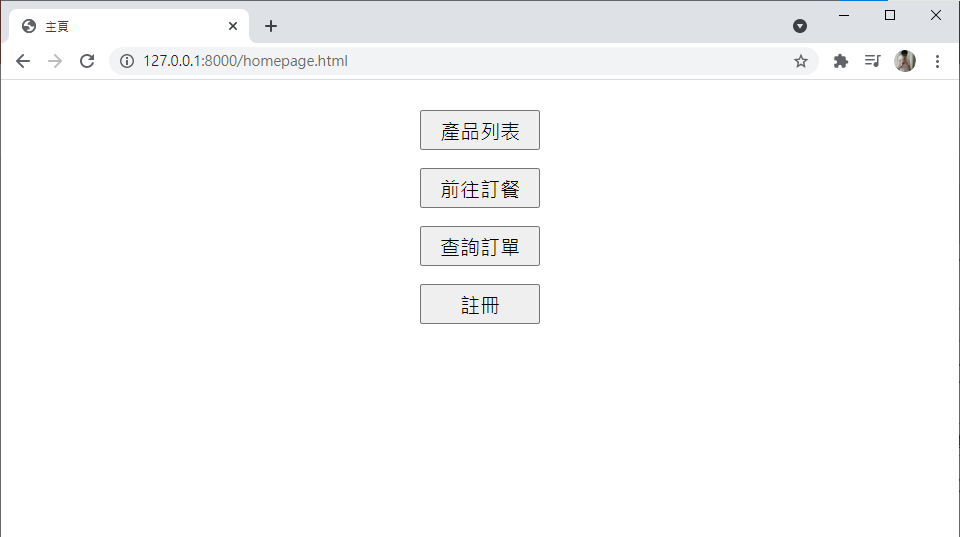 主頁
127.0.0.1:8000/homepage.html
產品列表
前往訂餐
查詢訂單
註冊